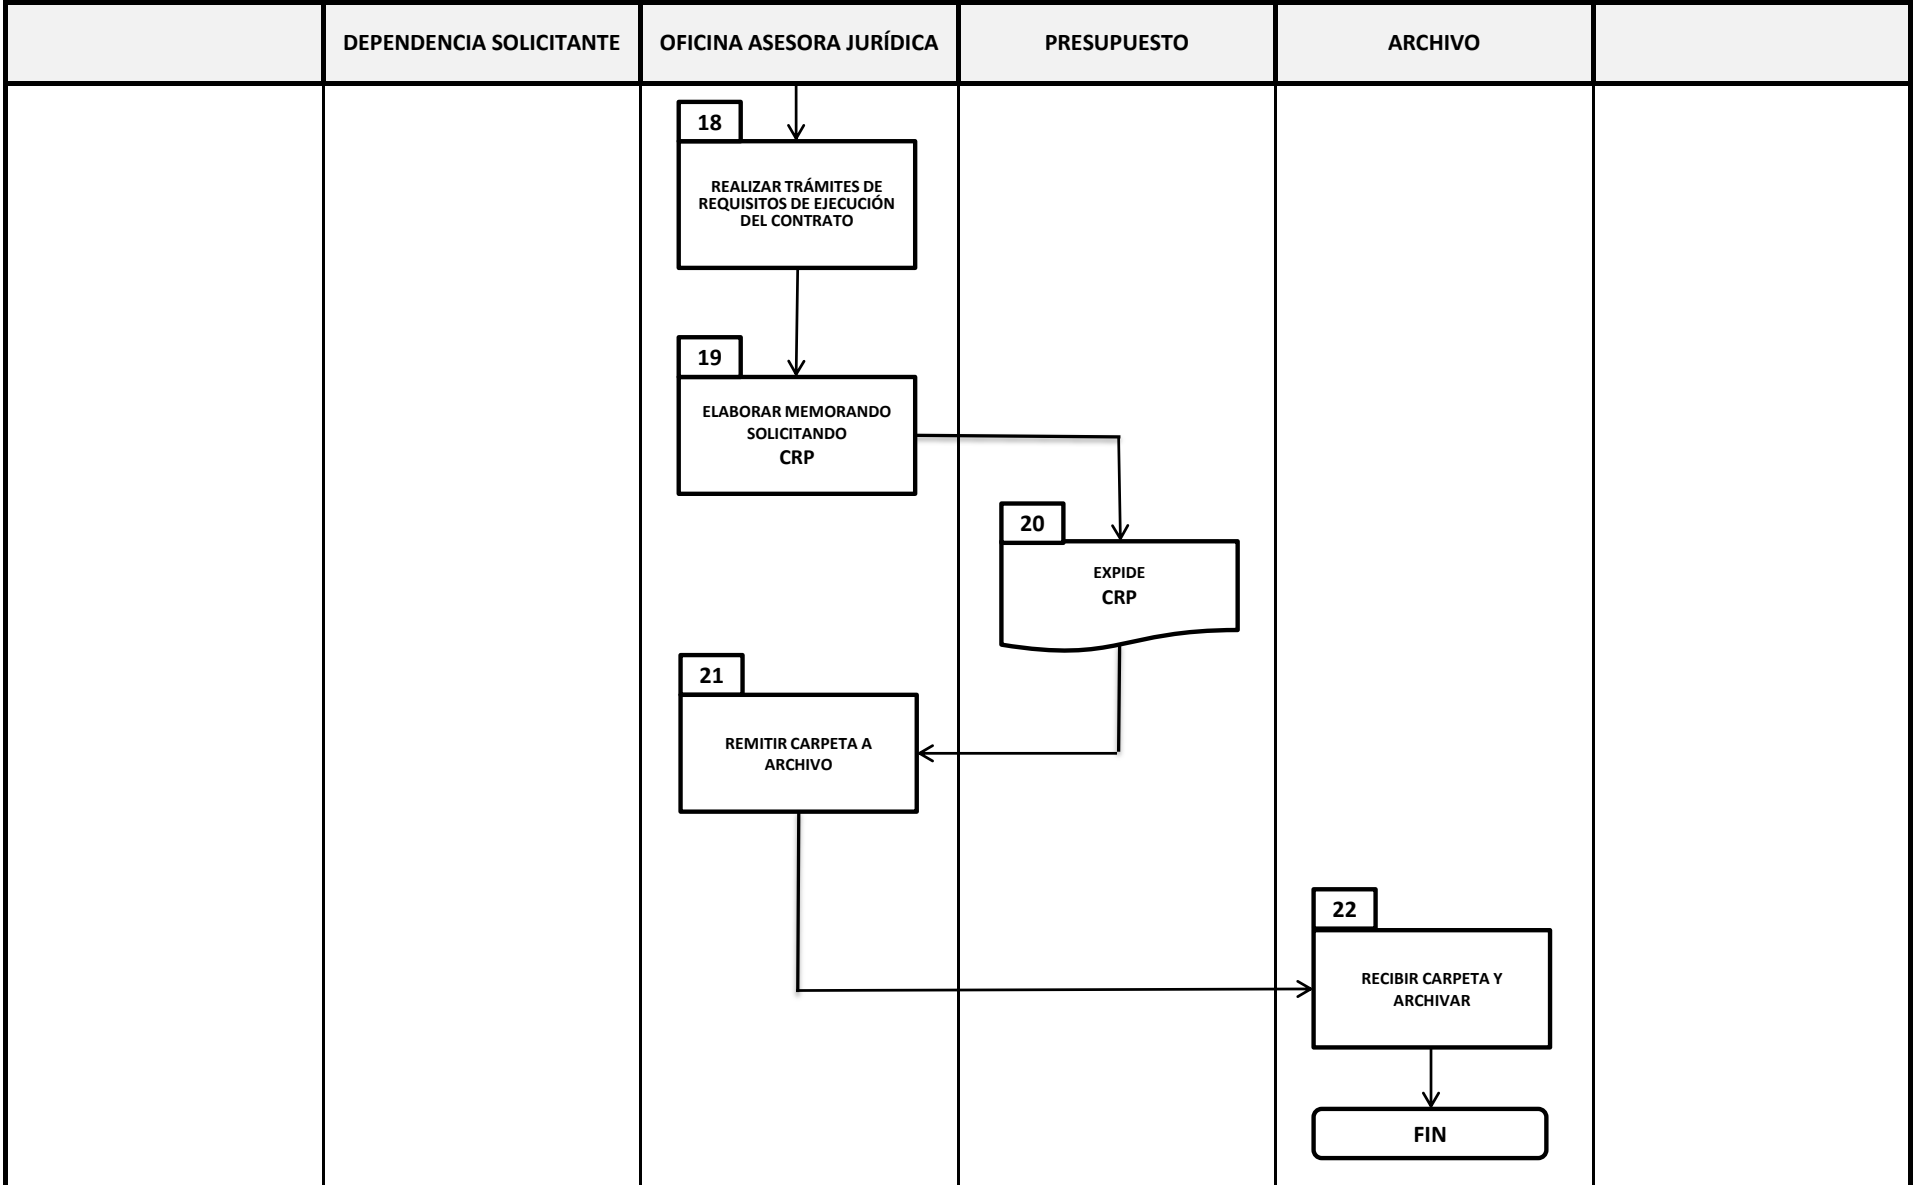 DEPENDENCIA SOLICITANTE
OFICINA ASESORA JURÍDICA
PRESUPUESTO
ARCHIVO
18
REALIZAR TRÁMITES DE
REQUISITOS DE EJECUCIÓN
DEL CONTRATO
19
ELABORAR MEMORANDO
SOLICITANDO
CRP
20
EXPIDE
CRP
21
REMITIR CARPETA A
ARCHIVO
22
RECIBIR CARPETA Y
ARCHIVAR
FIN